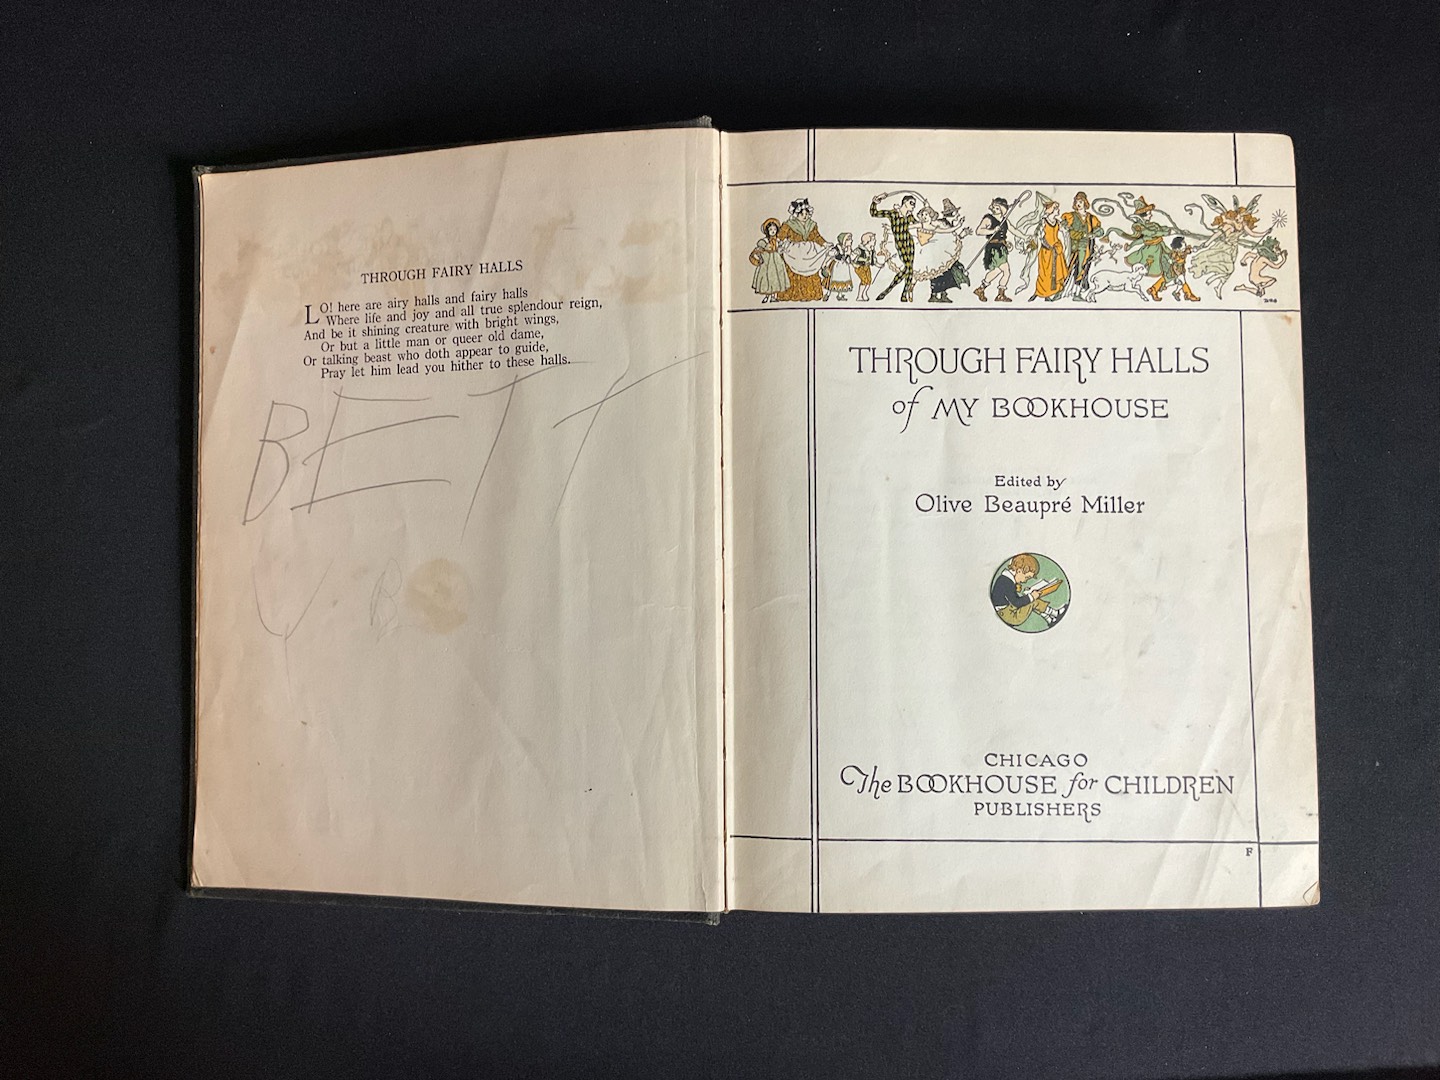 THROUGH FAIRY HALLS
LO! here are airy halls and fairy halls
Where life and joy and all true splendour reign,
And be it shining creature with bright wings,
Or but a little man or queer old dame,
Or talking beast who doth appear to guide,
Pray let him lead you hither to these halls.
BETTY
B
THROUGH FAIRY HALLS
of MY BOOKHOUSE
Edited by
Olive Beaupré Miller
CHICAGO
The BOOKHOUSE for CHILDREN
PUBLISHERS
F